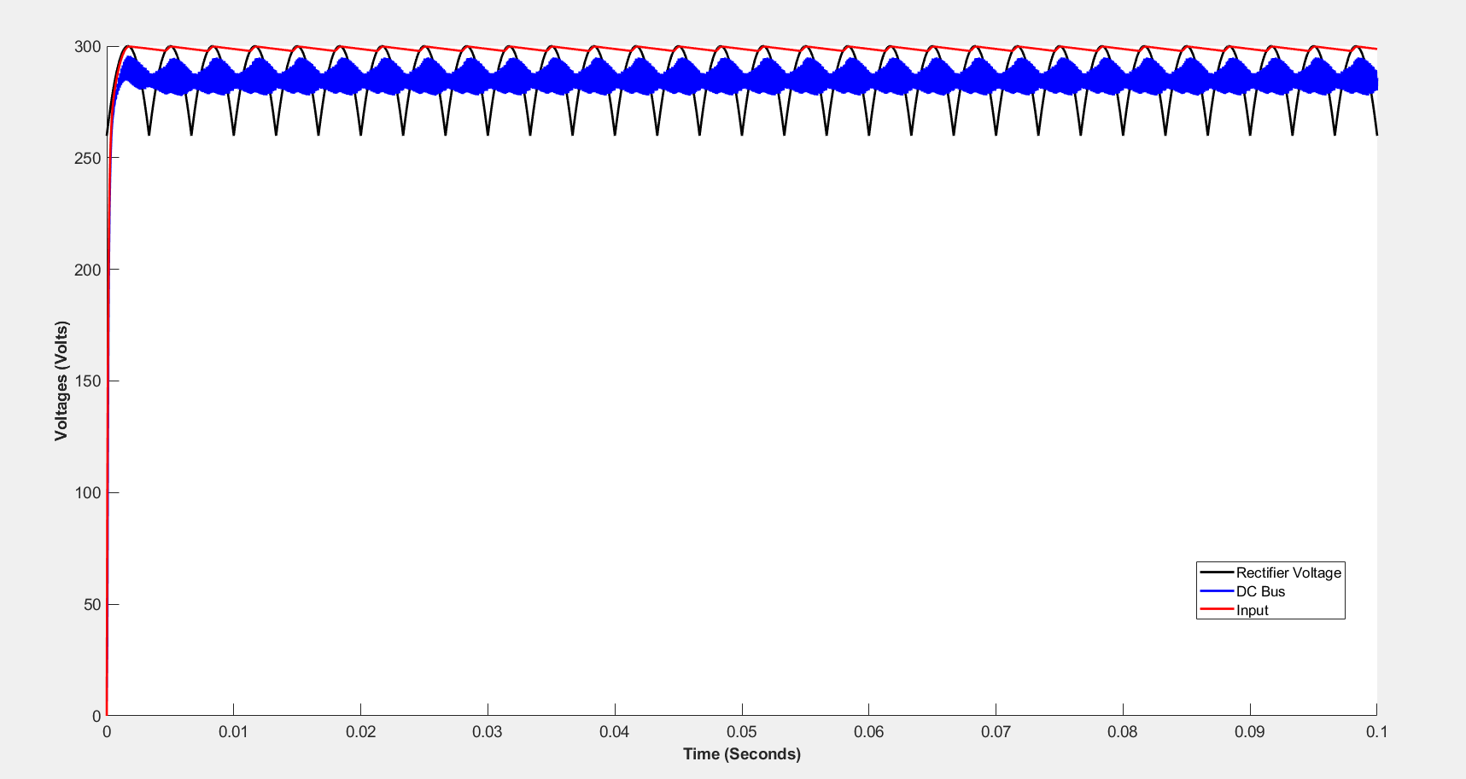 300
250
200
150
100
50
0
Voltages (Volts)
0 0.01 0.02 0.03 0.04 0.05 0.06 0.07 0.08 0.09 0.1
Time (Seconds)
Rectifier Voltage
DC Bus
Input